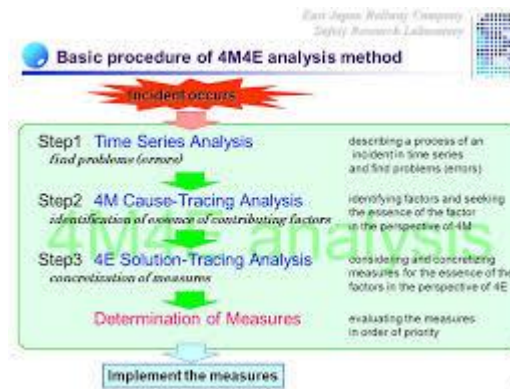 East Japan Railway Company
Safety Research Laboratory
Basic procedure of 4M4E analysis method
Incident occurs
Step1 Time Series Analysis
find problems (errors)
describing a process of an
incident in time series
and find problems (errors)
Step2 4M Cause-Tracing Analysis
identification of essence of contributing factors
identifying factors and seeking
the essence of the factor
in the perspective of 4M
4M4E analysis
Step3 4E Solution-Tracing Analysis
concretization of measures
considering and concretizing
measures for the essence of the
factors in the perspective of 4E
Determination of Measures
evaluating the measures
in order of priority
Implement the measures